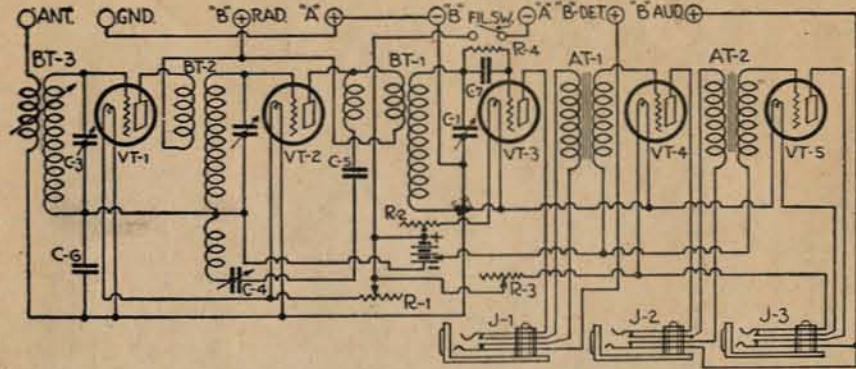 ANT. GND. "B"⊕RAD. "A"⊕ ⊖"B" FIL.SW. ⊖"A" "B"-DET.⊕ "B" AUD.⊕
BT-3 BT-2 BT-1 R-4 AT-1 AT-2
C-7
C-1
C-3 VT-1 VT-2 C-5 VT-3 VT-4 VT-5
R-2
+
C-6 C-4 − R-3
R-1
J-1 J-2 J-3